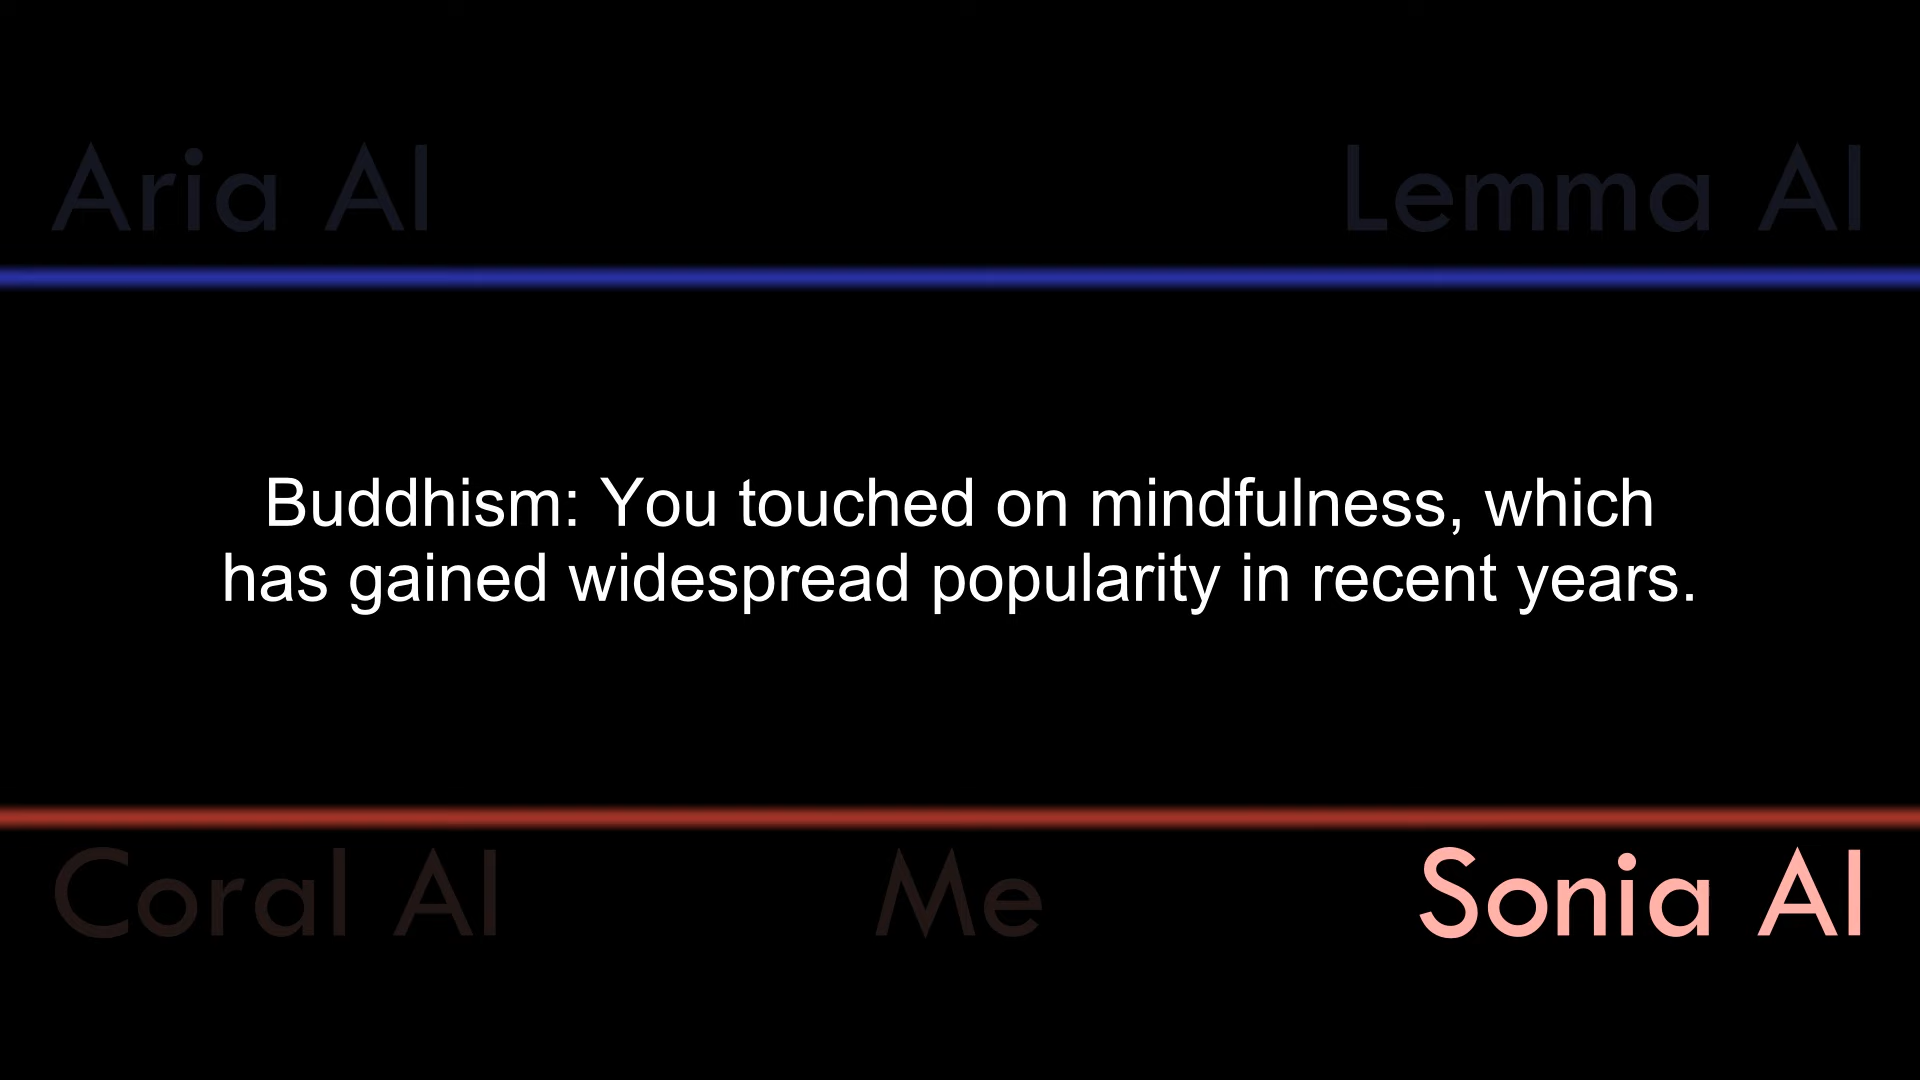 Aria AI
Lemma AI
Buddhism: You touched on mindfulness, which
has gained widespread popularity in recent years.
Coral AI
Me
Sonia AI